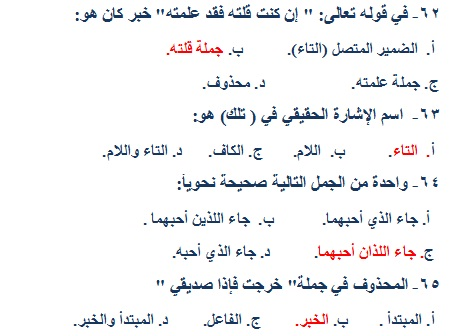 ٦٢- في قوله تعالى: " إن كنت قلته فقد علمته" خبر كان هو:
أ. الضمير المتصل (التاء). ب. جملة قلته.
ج. جملة علمته. د. محذوف.
٦٣- اسم الإشارة الحقيقي في ( تلك) هو:
أ. التاء. ب. اللام. ج. الكاف. د. التاء واللام.
٦٤- واحدة من الجمل التالية صحيحة نحوياً:
أ. جاء الذي أحبهما. ب. جاء اللذين أحبهما .
ج. جاء اللذان أحبهما. د. جاء الذي أحبه.
٦٥- المحذوف في جملة" خرجت فإذا صديقي "
أ. المبتدأ . ب. الخبر. ج. الفاعل. د. المبتدأ والخبر.